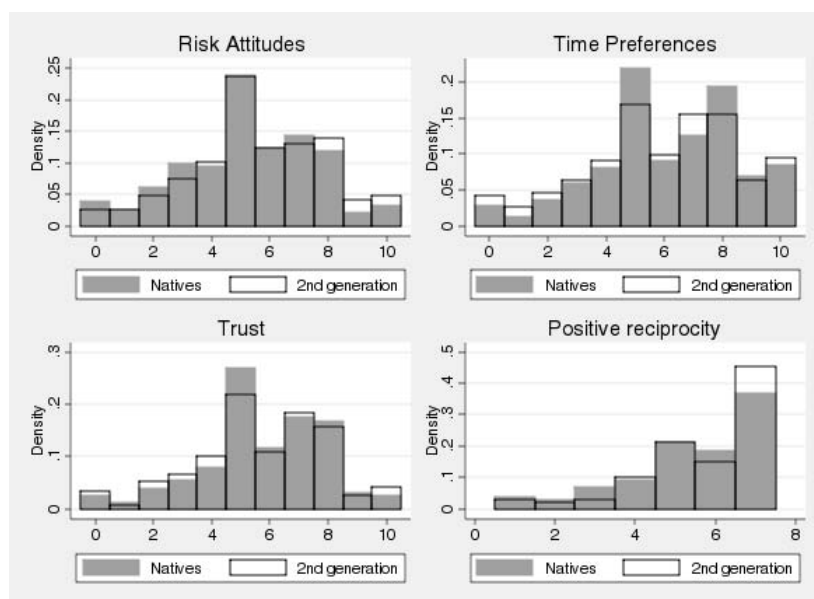 Risk Attitudes
Density
0 .05 .1 .15 .2 .25
0 2 4 6 8 10
Natives 2nd generation
Time Preferences
Density
0 .05 .1 .15 .2
0 2 4 6 8 10
Natives 2nd generation
Trust
Density
0 .1 .2 .3
0 2 4 6 8 10
Natives 2nd generation
Positive reciprocity
Density
0 .1 .2 .3 .4 .5
0 2 4 6 8
Natives 2nd generation